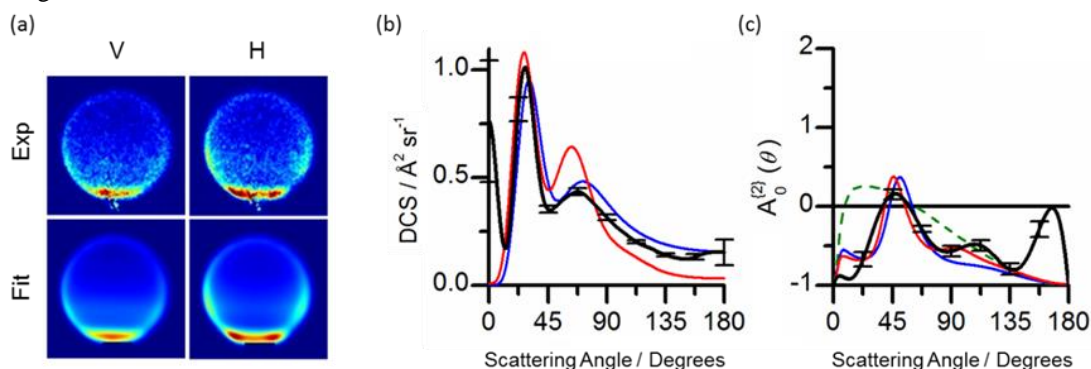 (a)
V H
Exp
Fit
(b)
DCS / Å² sr⁻¹
1.0
0.5
0.0
0 45 90 135 180
Scattering Angle / Degrees
(c)
A₀^{2} (θ)
2
1
0
-1
0 45 90 135 180
Scattering Angle / Degrees